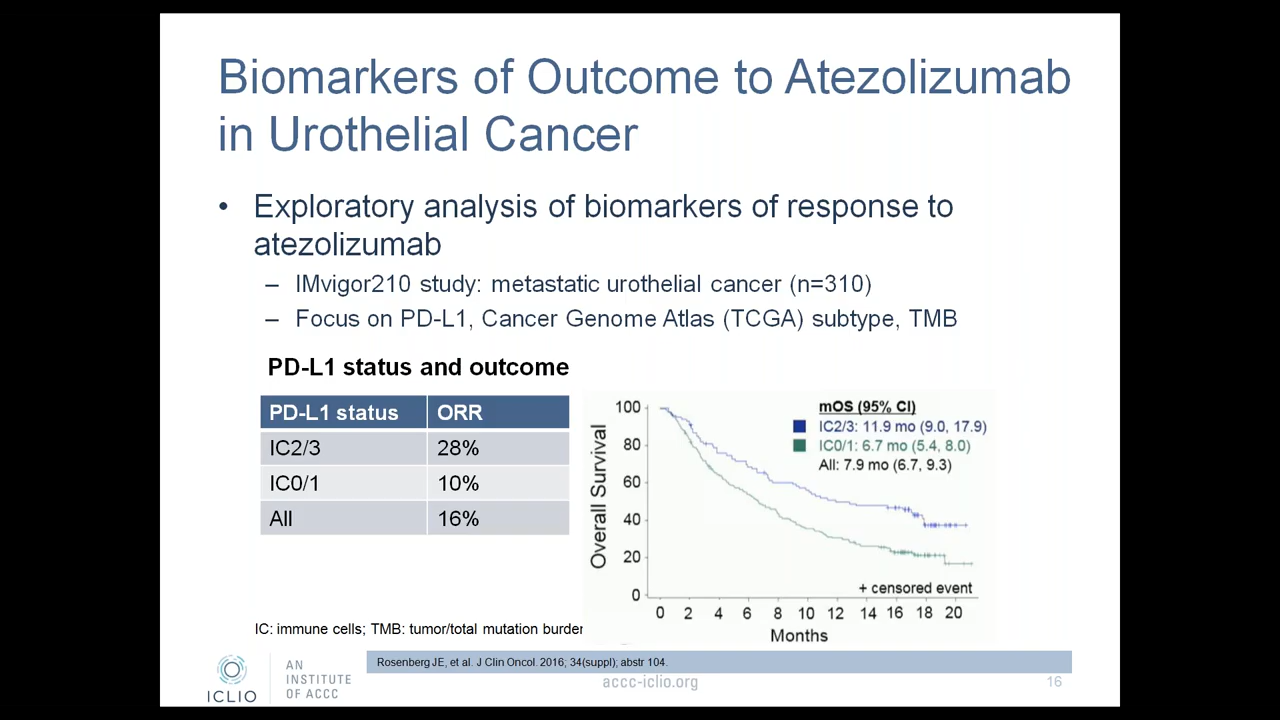 Biomarkers of Outcome to Atezolizumab
in Urothelial Cancer
• Exploratory analysis of biomarkers of response to
atezolizumab
– IMvigor210 study: metastatic urothelial cancer (n=310)
– Focus on PD-L1, Cancer Genome Atlas (TCGA) subtype, TMB
PD-L1 status and outcome
PD-L1 status ORR
IC2/3 28%
IC0/1 10%
All 16%
mOS (95% CI)
IC2/3: 11.9 mo (9.0, 17.9)
IC0/1: 6.7 mo (5.4, 8.0)
All: 7.9 mo (6.7, 9.3)
Overall Survival
100
80
60
40
20
0
+ censored event
0 2 4 6 8 10 12 14 16 18 20
Months
IC: immune cells; TMB: tumor/total mutation burden
Rosenberg JE, et al. J Clin Oncol. 2016; 34(suppl); abstr 104.
ICLIO
AN
INSTITUTE
OF ACCC
accc-iclio.org
16